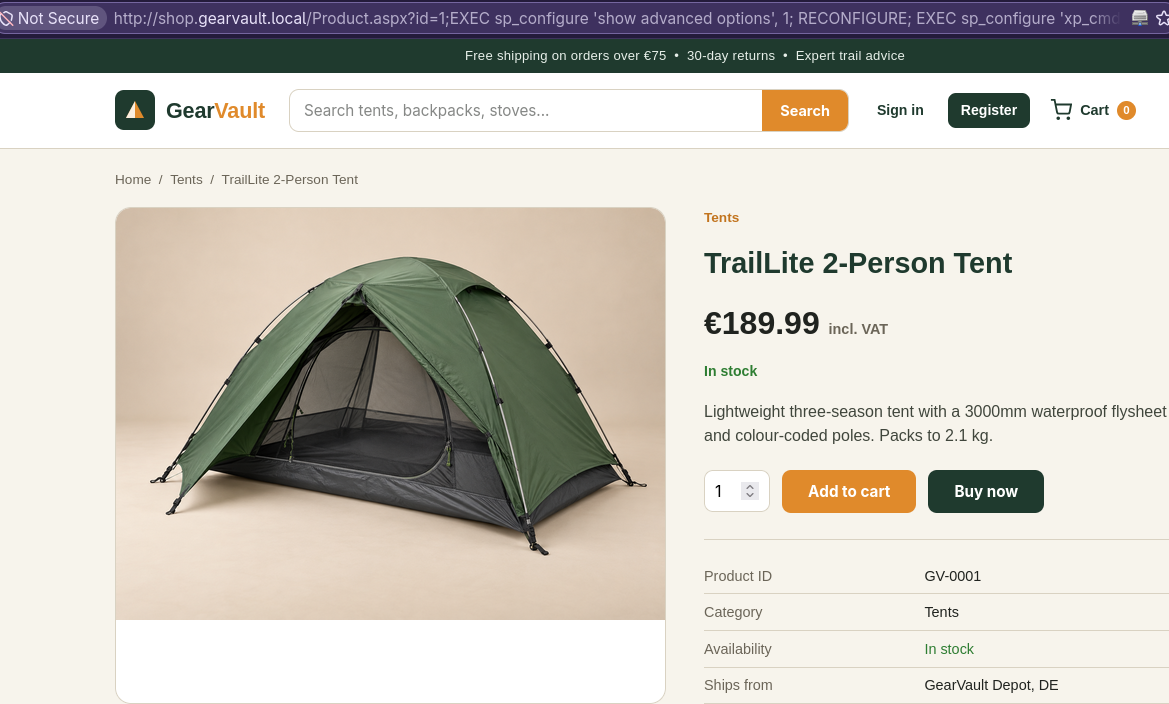 Not Secure http://shop.gearvault.local/Product.aspx?id=1;EXEC sp_configure 'show advanced options', 1; RECONFIGURE; EXEC sp_configure 'xp_cmd
Free shipping on orders over €75 • 30-day returns • Expert trail advice
GearVault Search tents, backpacks, stoves... Search Sign in Register Cart 0
Home / Tents / TrailLite 2-Person Tent
Tents
TrailLite 2-Person Tent
€189.99 incl. VAT
In stock
Lightweight three-season tent with a 3000mm waterproof flysheet
and colour-coded poles. Packs to 2.1 kg.
1 Add to cart Buy now
Product ID GV-0001
Category Tents
Availability In stock
Ships from GearVault Depot, DE